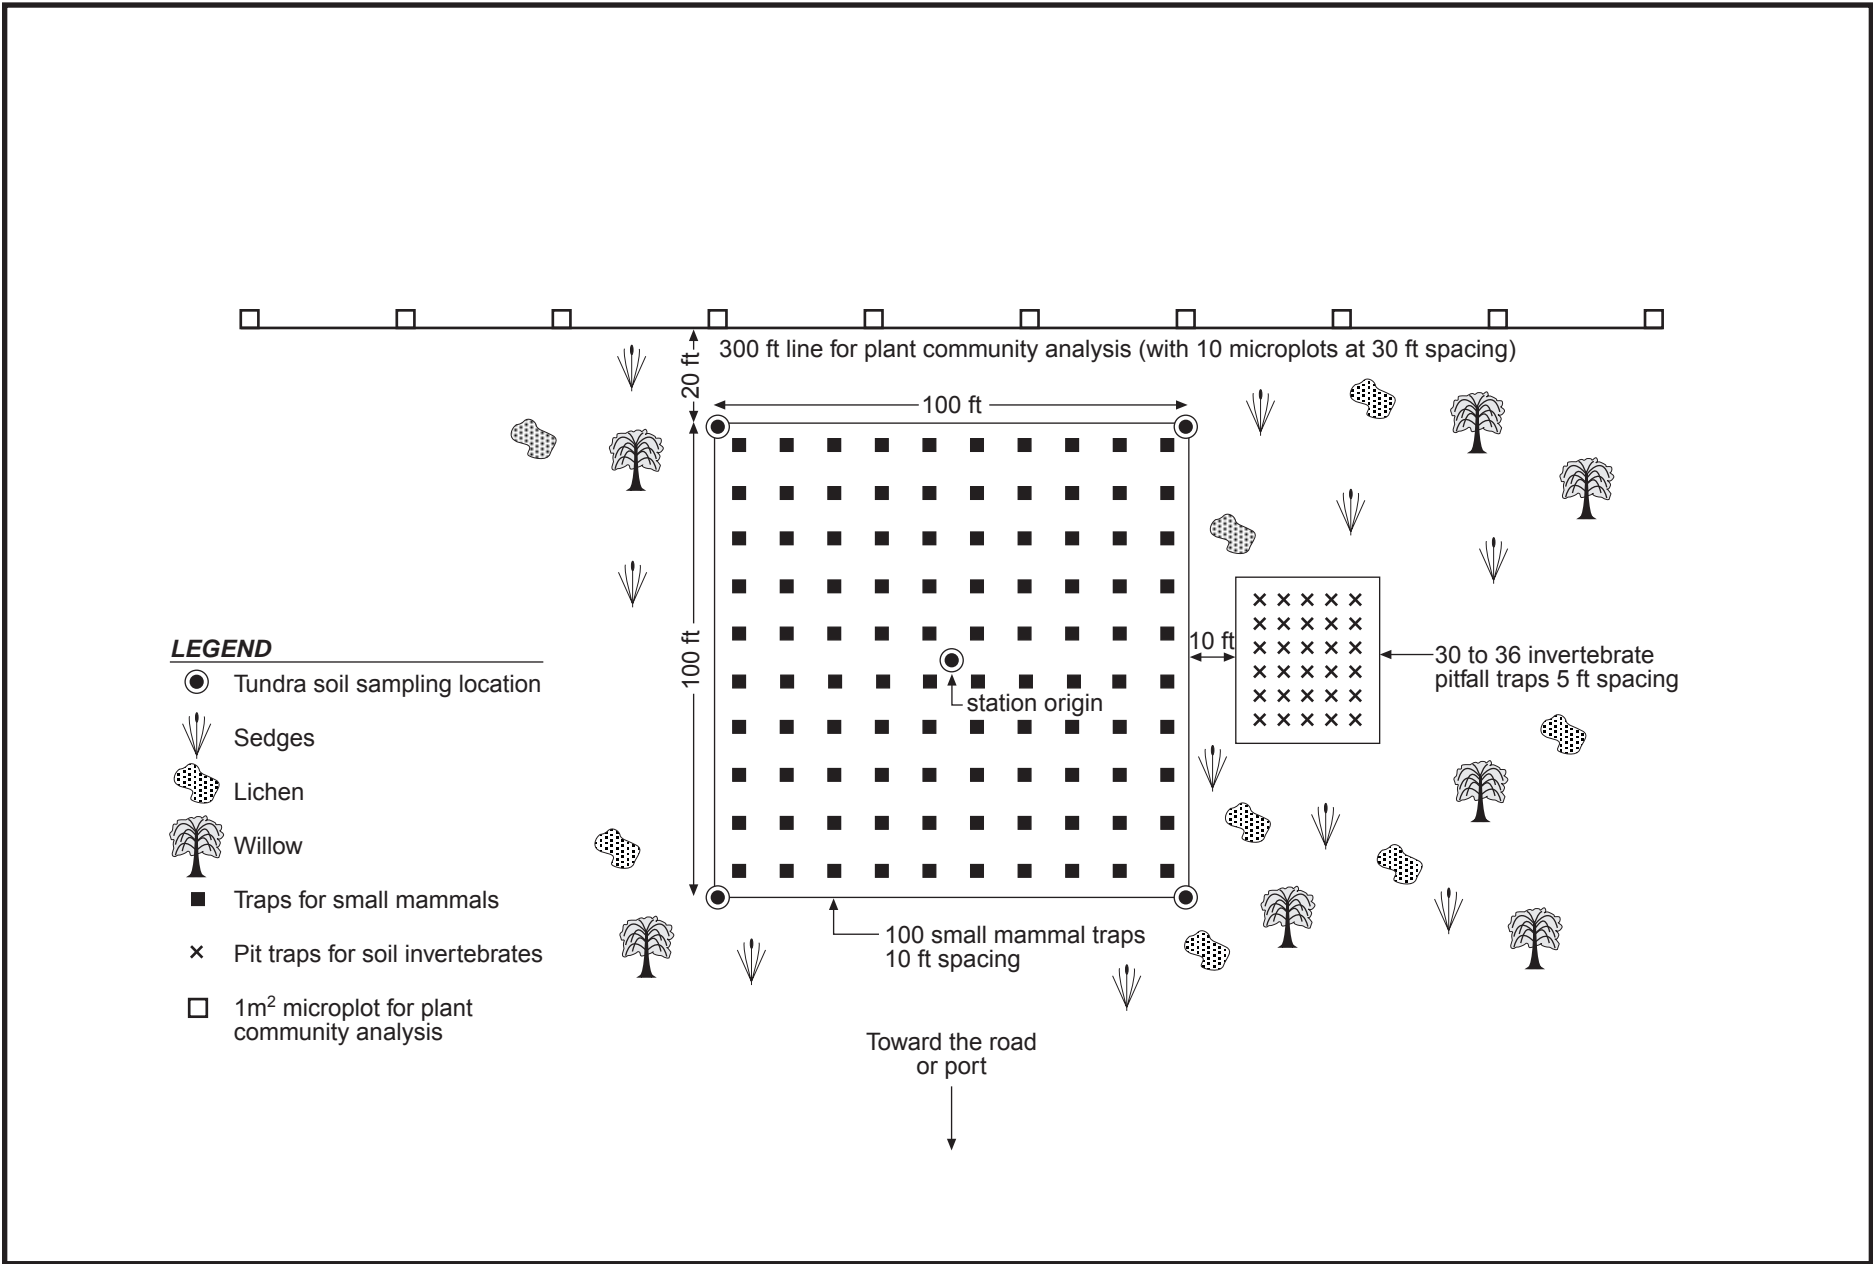 300 ft line for plant community analysis (with 10 microplots at 30 ft spacing)
20 ft
100 ft
100 ft
10 ft
30 to 36 invertebrate
pitfall traps 5 ft spacing
station origin
100 small mammal traps
10 ft spacing
Toward the road
or port
LEGEND
Tundra soil sampling location
Sedges
Lichen
Willow
Traps for small mammals
Pit traps for soil invertebrates
1m² microplot for plant
community analysis